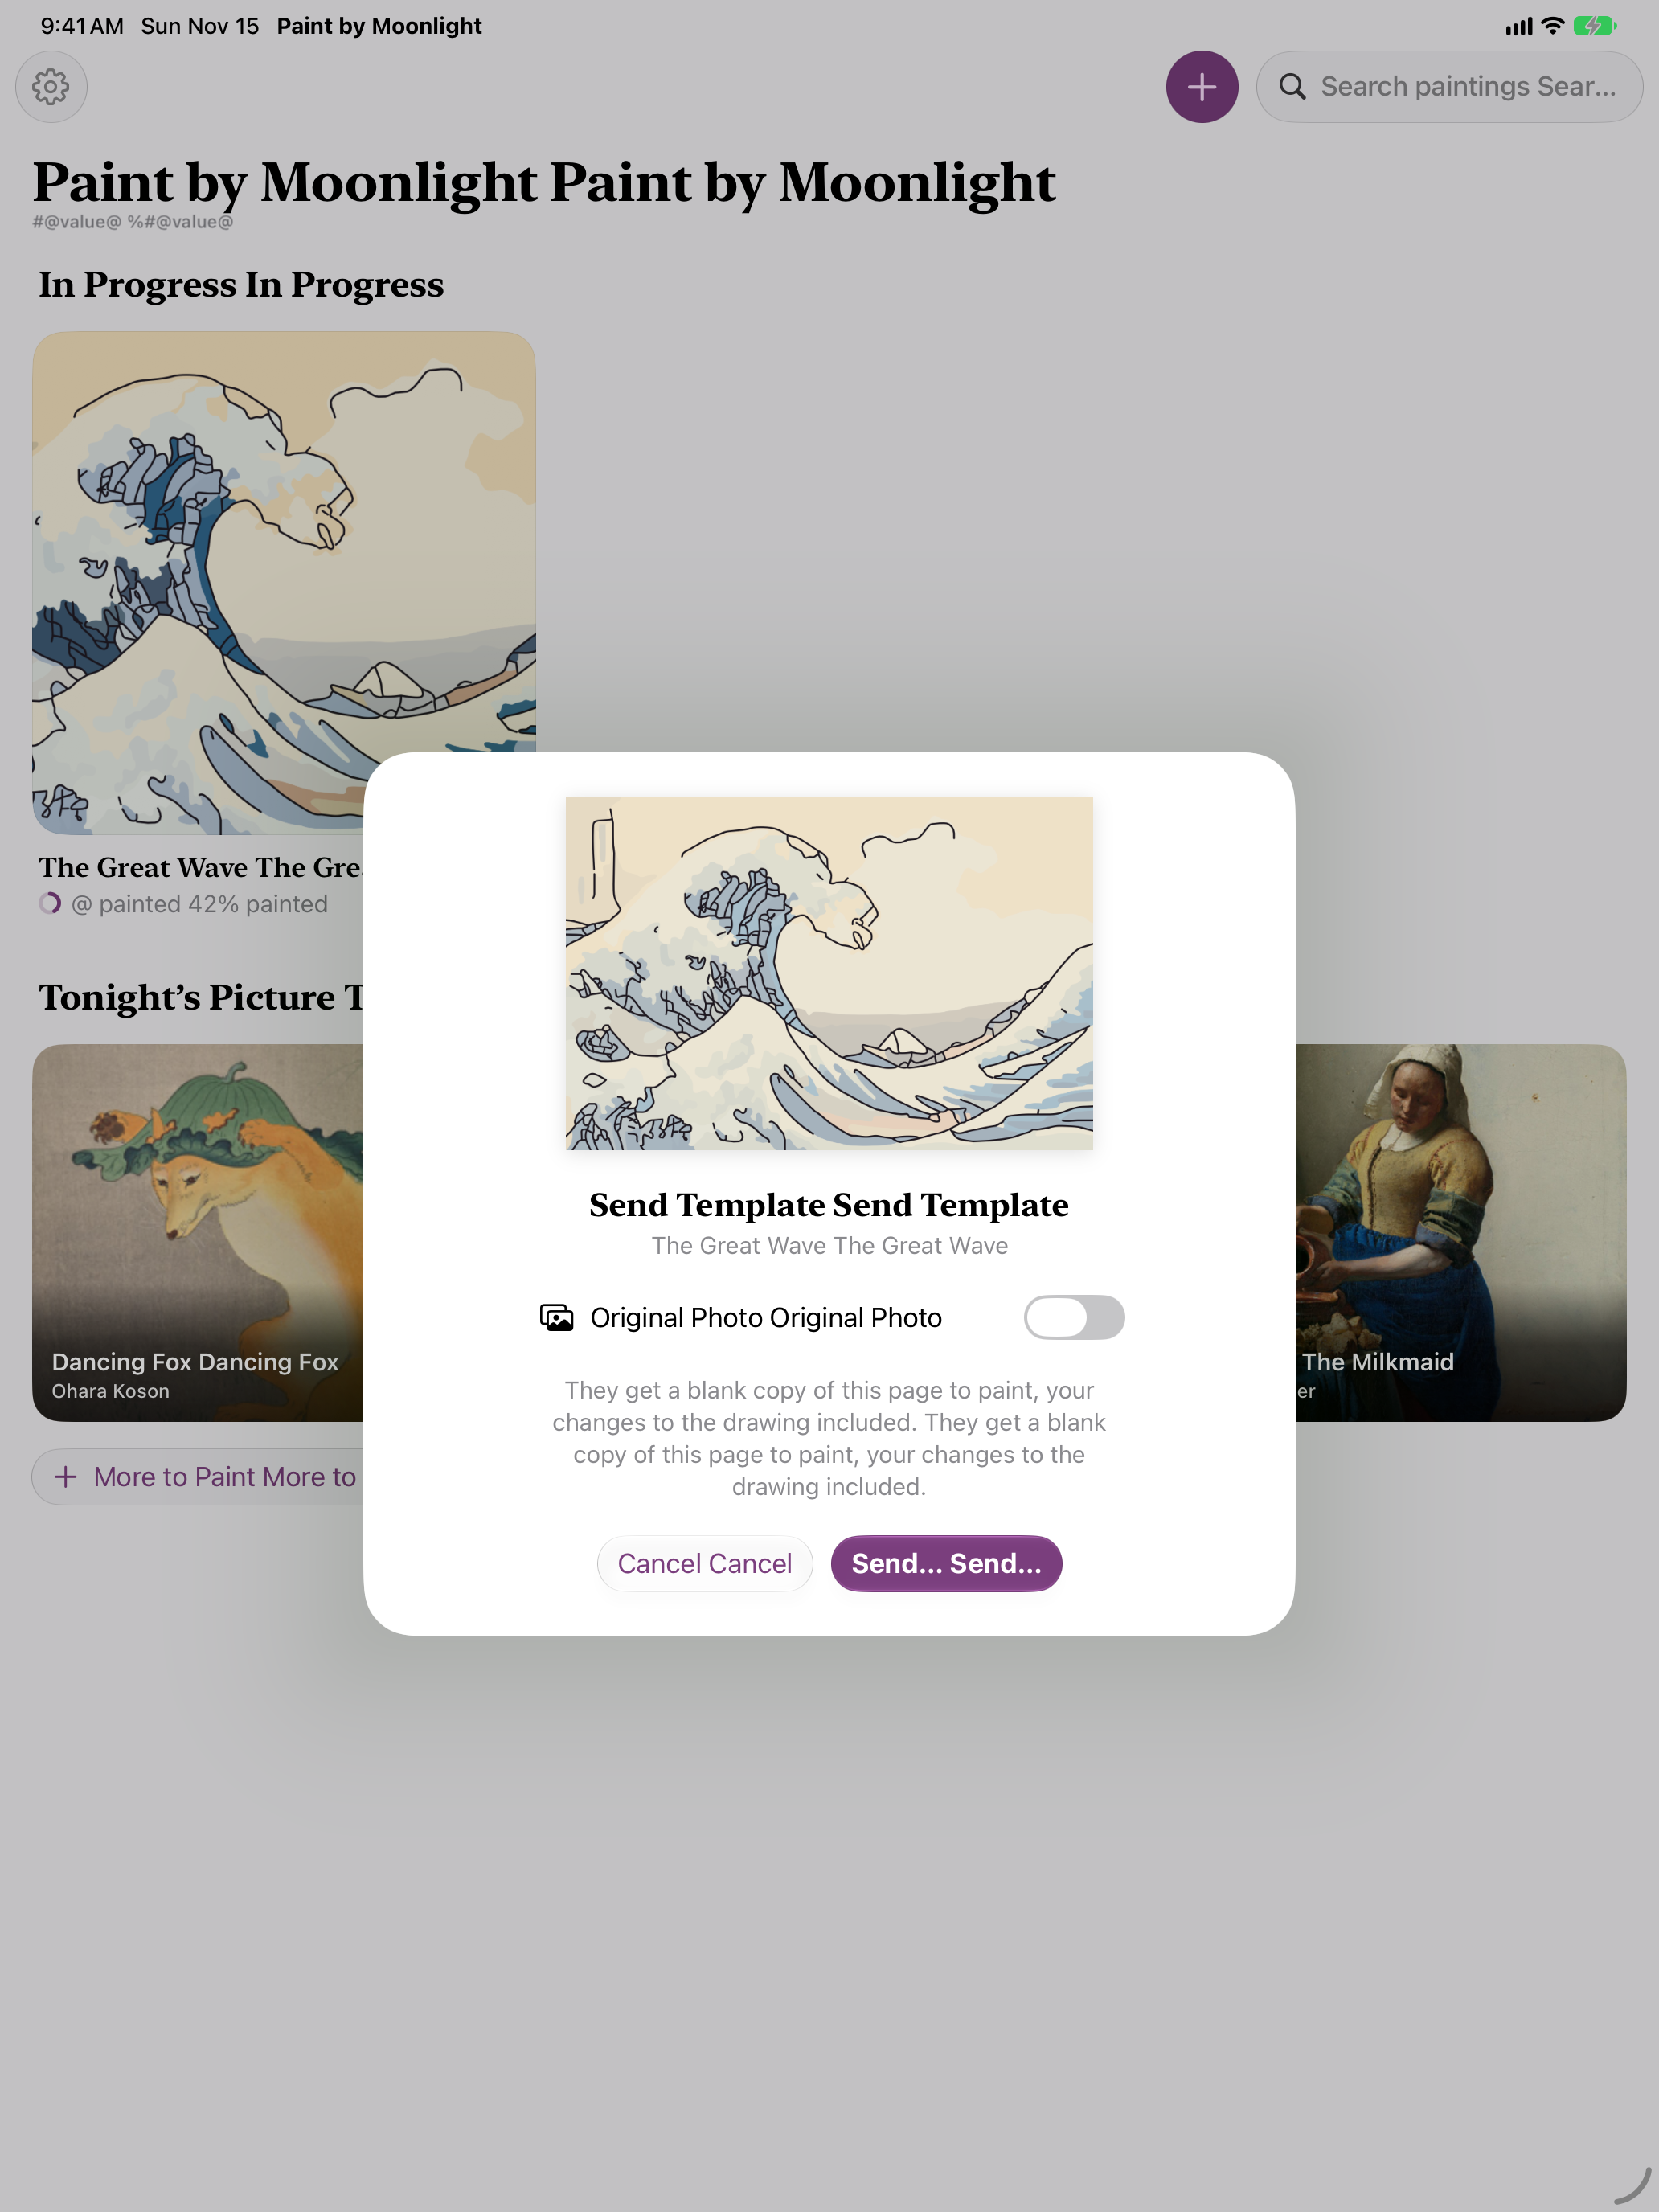 9:41 AM Sun Nov 15 Paint by Moonlight
Search paintings Sear...
Paint by Moonlight Paint by Moonlight
#@value@ %#@value@
In Progress In Progress
The Great Wave The Grea
@ painted 42% painted
Tonight’s Picture T
Dancing Fox Dancing Fox
Ohara Koson
The Milkmaid
er
More to Paint More to
Send Template Send Template
The Great Wave The Great Wave
Original Photo Original Photo
They get a blank copy of this page to paint, your
changes to the drawing included. They get a blank
copy of this page to paint, your changes to the
drawing included.
Cancel Cancel
Send... Send...